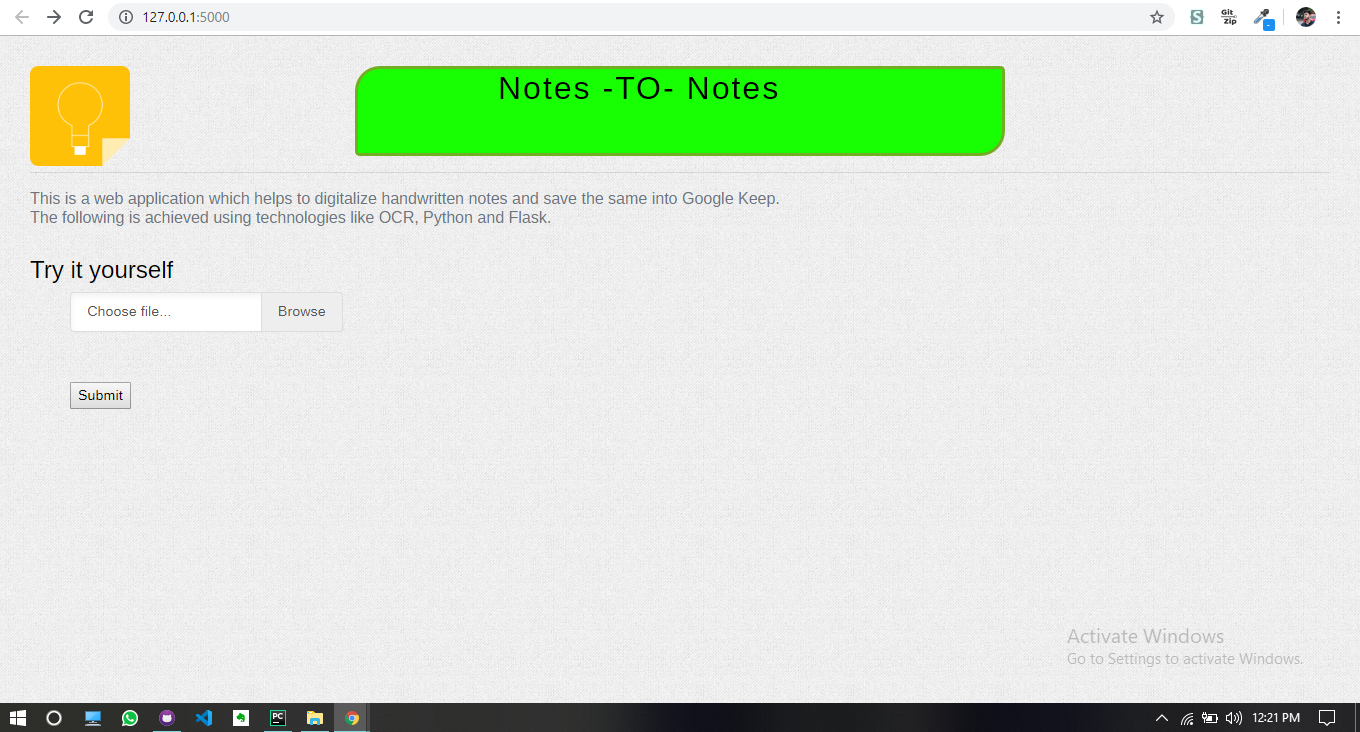 127.0.0.1:5000
S
Git
Zip
-
Notes -TO- Notes
This is a web application which helps to digitalize handwritten notes and save the same into Google Keep.
The following is achieved using technologies like OCR, Python and Flask.
Try it yourself
Choose file...
Browse
Submit
Activate Windows
Go to Settings to activate Windows.
PC
12:21 PM